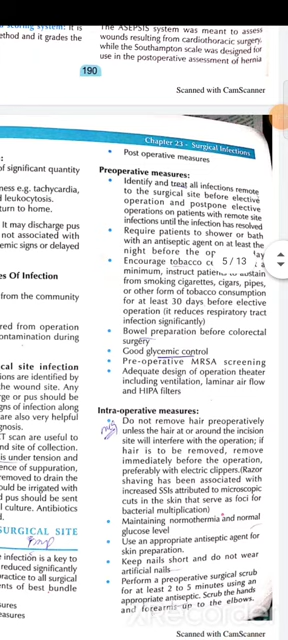 scoring system: It is
ethod and it grades the
The ASEPSIS system was meant to assess
wounds resulting from cardiothoracic surgery,
while the Southampton scale was designed for
use in the postoperative assessment of hernia
190
Scanned with CamScanner
Scanned with CamScanner
Chapter 23 - Surgical Infections
of significant quantity
ness e.g. tachycardia,
d leukocytosis.
turn to home.
It may discharge pus
not associated with
emic signs or delayed
es Of Infection
from the community
red from operation
ontamination during
cal site infection
ections are identified by
the wound site. Any
rge or pus should be
gns of infection along
are also very helpful
gnosis.
T scan are useful to
nd site of collection.
is under tension and
ence of suppuration,
removed to drain the
ould be irrigated with
d pus should be sent
l culture. Antibiotics
d.
SURGICAL SITE
e infection is a key to
reduced significantly
practice to all surgical
nts of best bundle
sures
easures
• Post operative measures
Preoperative measures:
• Identify and treat all infections remote
to the surgical site before elective
operation and postpone elective
operations on patients with remote site
infections until the infection has resolved
• Require patients to shower or bath
with an antiseptic agent on at least the
night before the op ay
• Encourage tobacco ce 5 / 13
minimum, instruct patients to abstain
from smoking cigarettes, cigars, pipes,
or other form of tobacco consumption
for at least 30 days before elective
operation (it reduces respiratory tract
infection significantly)
• Bowel preparation before colorectal
surgery
• Good glycemic control
• Pre-operative MRSA screening
• Adequate design of operation theater
including ventilation, laminar air flow
and HIPA filters
Intra-operative measures:
• Do not remove hair preoperatively
unless the hair at or around the incision
site will interfere with the operation; if
hair is to be removed, remove
immediately before the operation,
preferably with electric clippers. (Razor
shaving has been associated with
increased SSIs attributed to microscopic
cuts in the skin that serve as foci for
bacterial multiplication)
• Maintaining normothermia and normal
glucose level
• Use an appropriate antiseptic agent for
skin preparation.
• Keep nails short and do not wear
artificial nails
• Perform a preoperative surgical scrub
for at least 2 to 5 minutes using an
appropriate antiseptic. Scrub the hands
and forearms up to the elbows.
Scanned with CamScanner